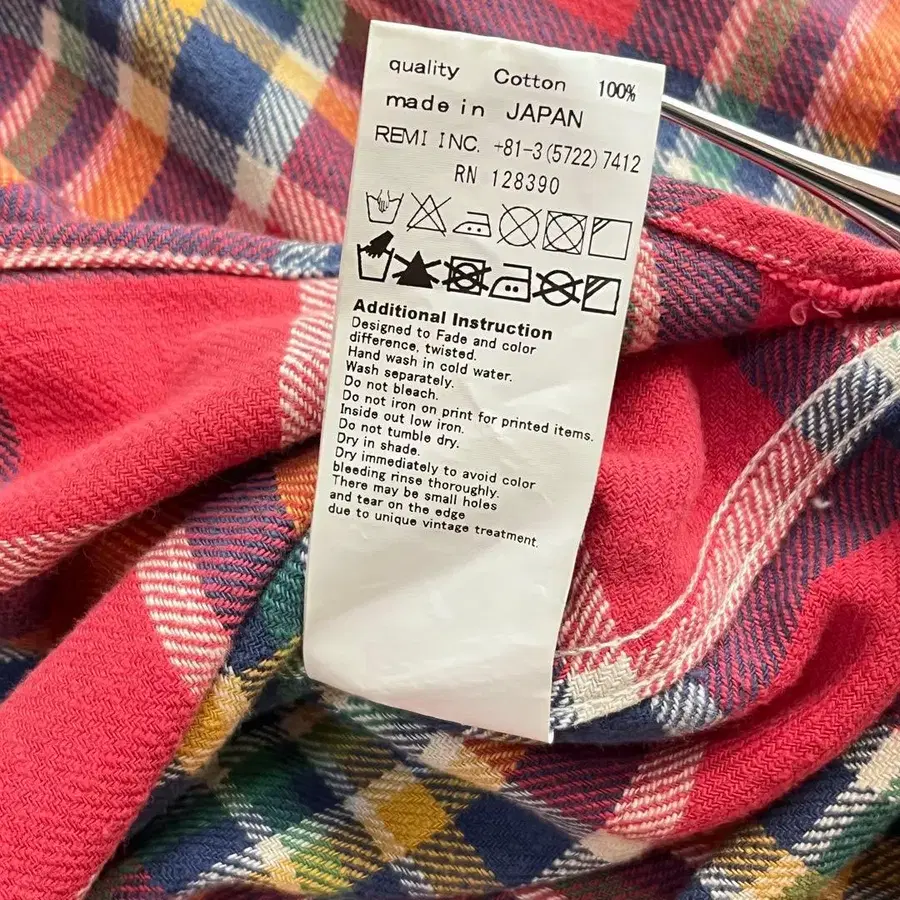 quality Cotton 100%
made in JAPAN
REMI INC. +81-3(5722)7412
RN 128390
Additional Instruction
Designed to Fade and color
difference, twisted.
Hand wash in cold water.
Wash separately.
Do not bleach.
Do not iron on print for printed items.
Inside out low iron.
Do not tumble dry.
Dry in shade.
Dry immediately to avoid color
bleeding rinse thoroughly.
There may be small holes
and tear on the edge
due to unique vintage treatment.